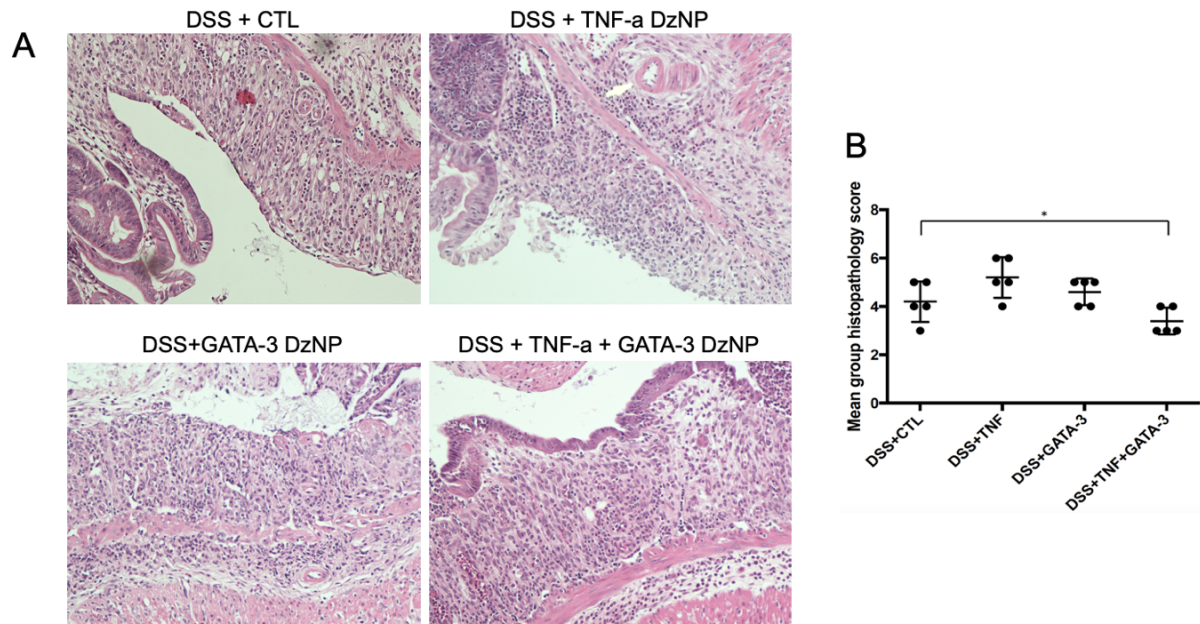 A
DSS + CTL
DSS + TNF-a DzNP
DSS+GATA-3 DzNP
DSS + TNF-a + GATA-3 DzNP
B
Mean group histopathology score
8
6
4
2
0
*
DSS+CTL
DSS+TNF
DSS+GATA-3
DSS+TNF+GATA-3